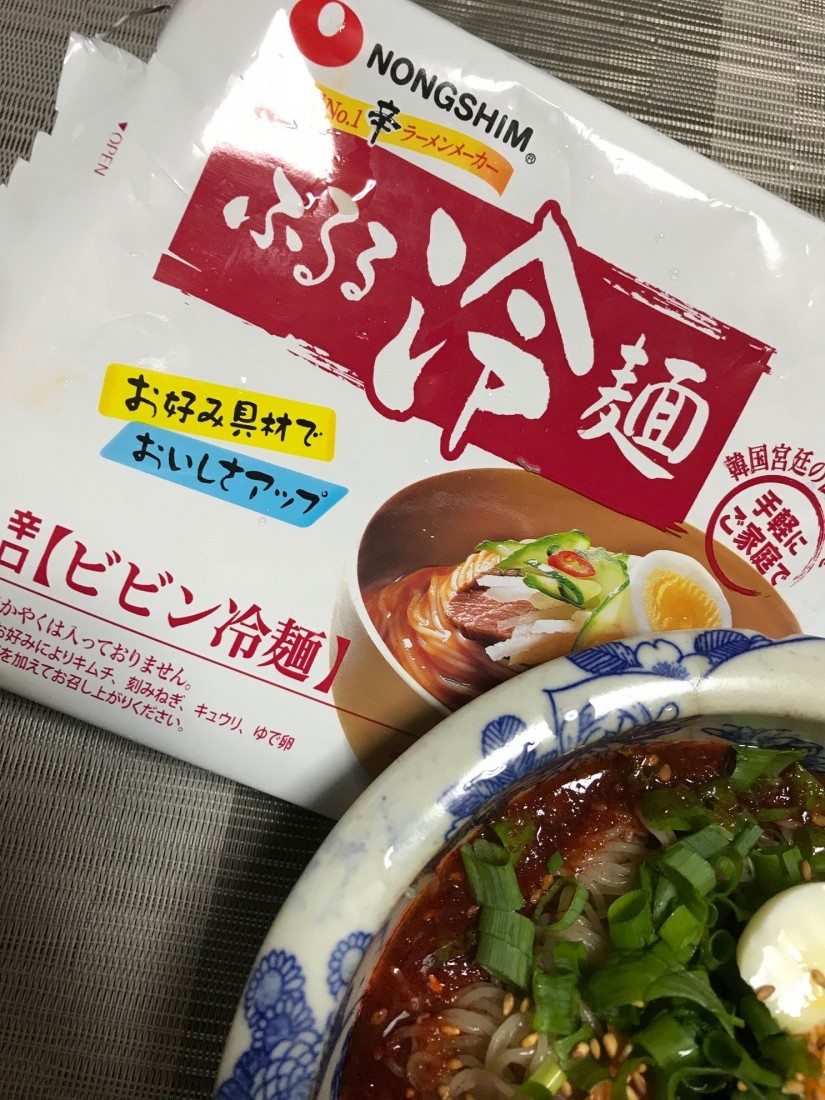 NONGSHIM®
No.1 辛ラーメンメーカー
▼OPEN
ふるる冷麺
お好み具材で
おいしさアップ
韓国宮廷の
手軽に
ご家庭で
辛口【ビビン冷麺】
かやくは入っておりません。
お好みによりキムチ、刻みねぎ、キュウリ、ゆで卵
を加えてお召し上がりください。